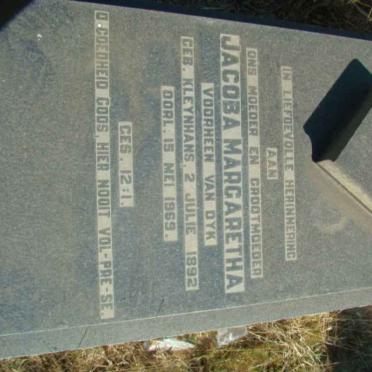 IN LIEFDEVOLLE HERINNERING
AAN
ONS MOEDER EN GROOTMOEDER
JACOBA MARGARETHA
VOORHEEN VAN DYK
GEB. KLEYNHANS 2 JULIE 1892
OORL. 15 MEI 1969.
GES. 12:1.
O GOEDHEID GODS, HIER NOOIT VOL-PRE-SE